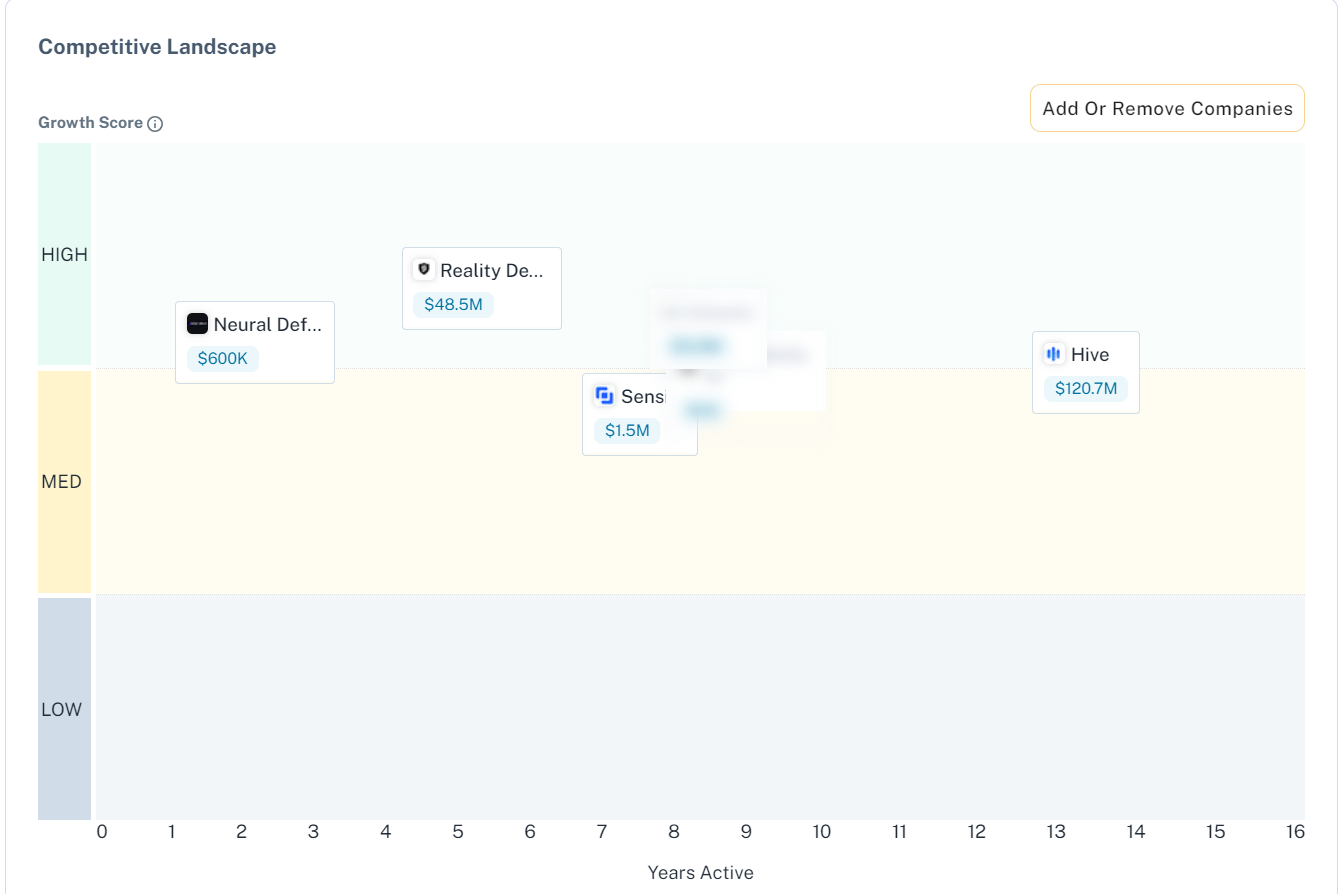 Competitive Landscape
Add Or Remove Companies
Growth Score
HIGH
Reality De...
$48.5M
Neural Def...
$600K
Hive
$120.7M
Sensi
$1.5M
MED
LOW
0 1 2 3 4 5 6 7 8 9 10 11 12 13 14 15 16
Years Active